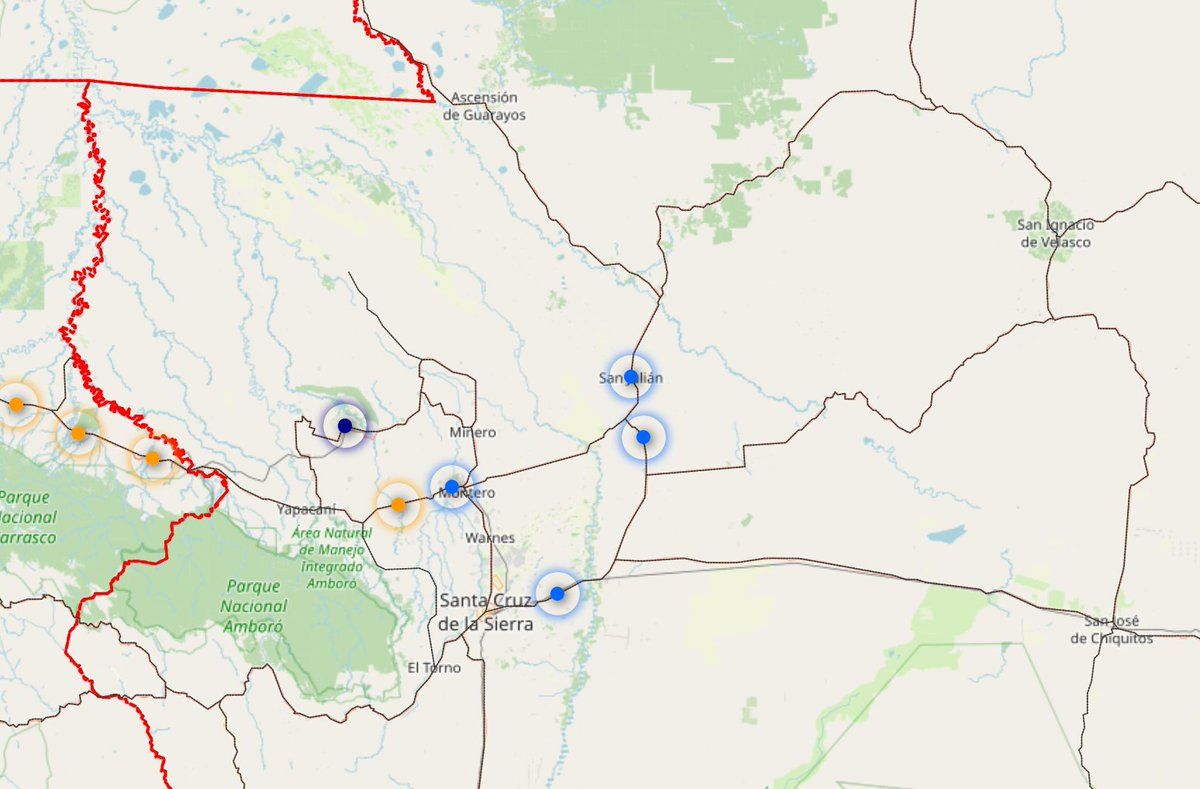 Ascensión
de Guarayos
San Ignacio
de Velasco
San Julián
Minero
Montero
Parque
Nacional
Carrasco
Yapacaní
Área Natural
de Manejo
Integrado
Amboró
Warnes
Parque
Nacional
Amboró
Santa Cruz
de la Sierra
San José
de Chiquitos
El Torno